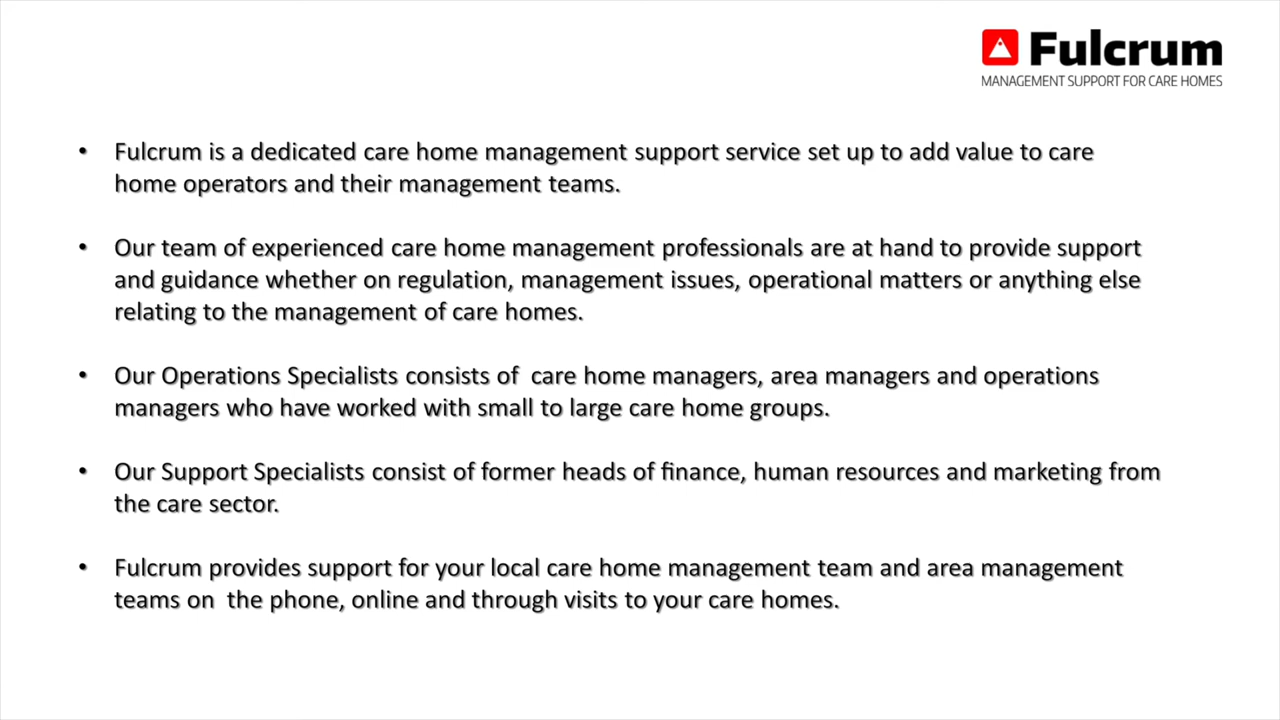 Fulcrum
MANAGEMENT SUPPORT FOR CARE HOMES
• Fulcrum is a dedicated care home management support service set up to add value to care
home operators and their management teams.
• Our team of experienced care home management professionals are at hand to provide support
and guidance whether on regulation, management issues, operational matters or anything else
relating to the management of care homes.
• Our Operations Specialists consists of  care home managers, area managers and operations
managers who have worked with small to large care home groups.
• Our Support Specialists consist of former heads of finance, human resources and marketing from
the care sector.
• Fulcrum provides support for your local care home management team and area management
teams on  the phone, online and through visits to your care homes.